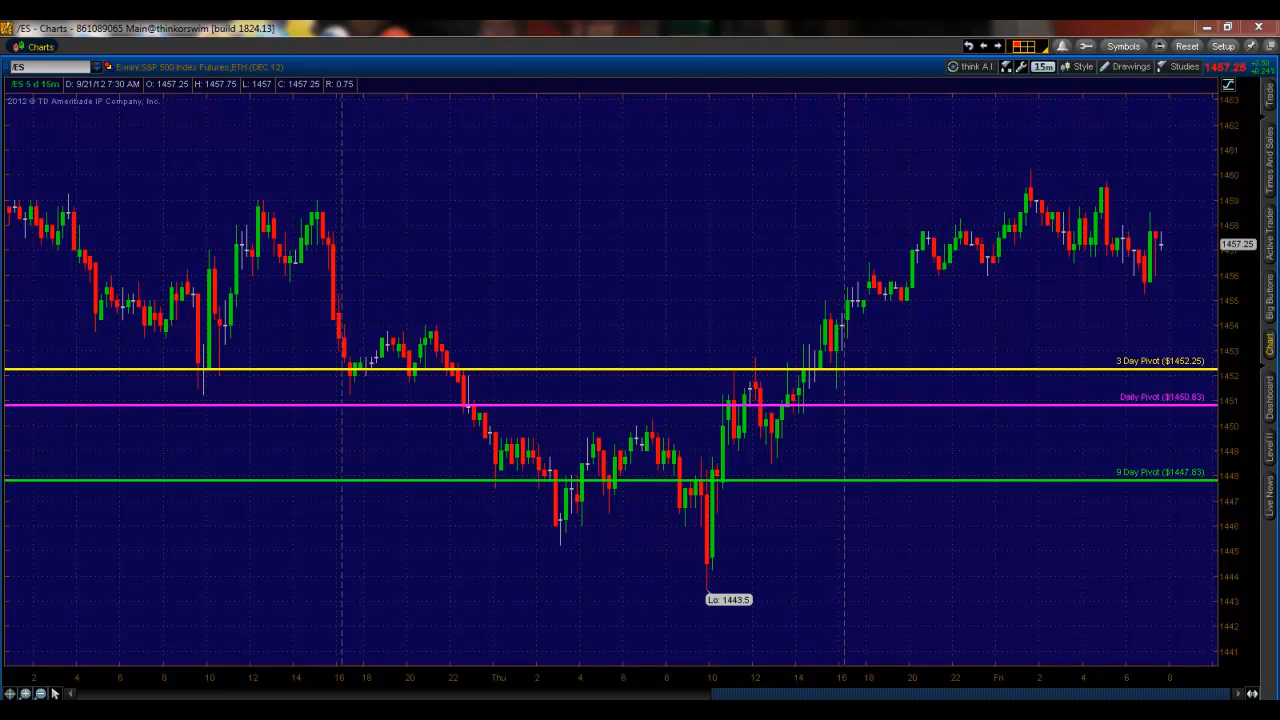 /ES - Charts - 861089065 Main@thinkorswim [build 1824.13]
Charts
Symbols
Reset
Setup
/ES
E-mini S&P 500 Index Futures,ETH (DEC 12)
think A.I.
15m
Style
Drawings
Studies
1457.25
+3.50
+0.24%
/ES 5 d 15m
D: 9/21/12 7:30 AM
O: 1457.25
H: 1457.75
L: 1457
C: 1457.25
R: 0.75
2012 © TD Ameritrade IP Company, Inc.
1463
1462
1461
1460
1459
1458
1457.25
1456
1455
1454
1453
3 Day Pivot ($1452.25)
1452
Daily Pivot ($1450.83)
1451
1450
1449
9 Day Pivot ($1447.83)
1448
1447
1446
1445
1444
Lo: 1443.5
1443
1442
1441
2 4 6 8 10 12 14 16 18 20 22 Thu 2 4 6 8 10 12 14 16 18 20 22 Fri 2 4 6 8
Trade
Times And Sales
Active Trader
Big Buttons
Chart
Dashboard
Level II
Live News